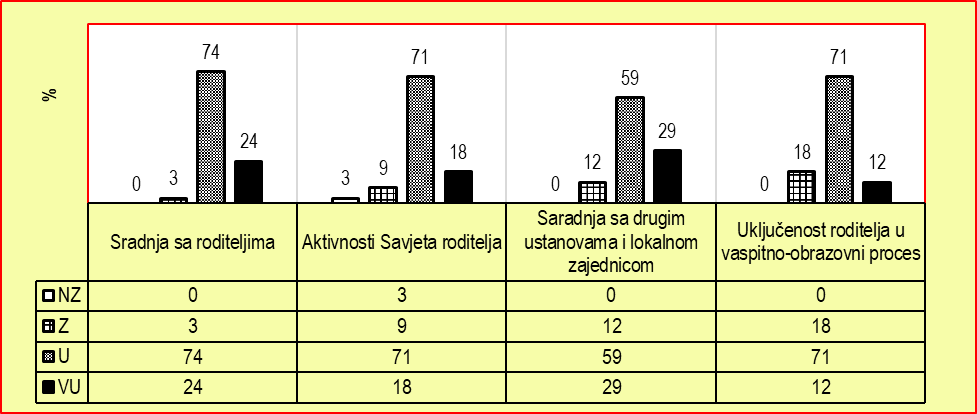 %
74
71
71
59
24
18
29
12
18
12
0
3
3
9
0
0
Sradnja sa roditeljima
Aktivnosti Savjeta roditelja
Saradnja sa drugim
ustanovama i lokalnom
zajednicom
Uključenost roditelja u
vaspitno-obrazovni proces
NZ 0 3 0 0
Z 3 9 12 18
U 74 71 59 71
VU 24 18 29 12